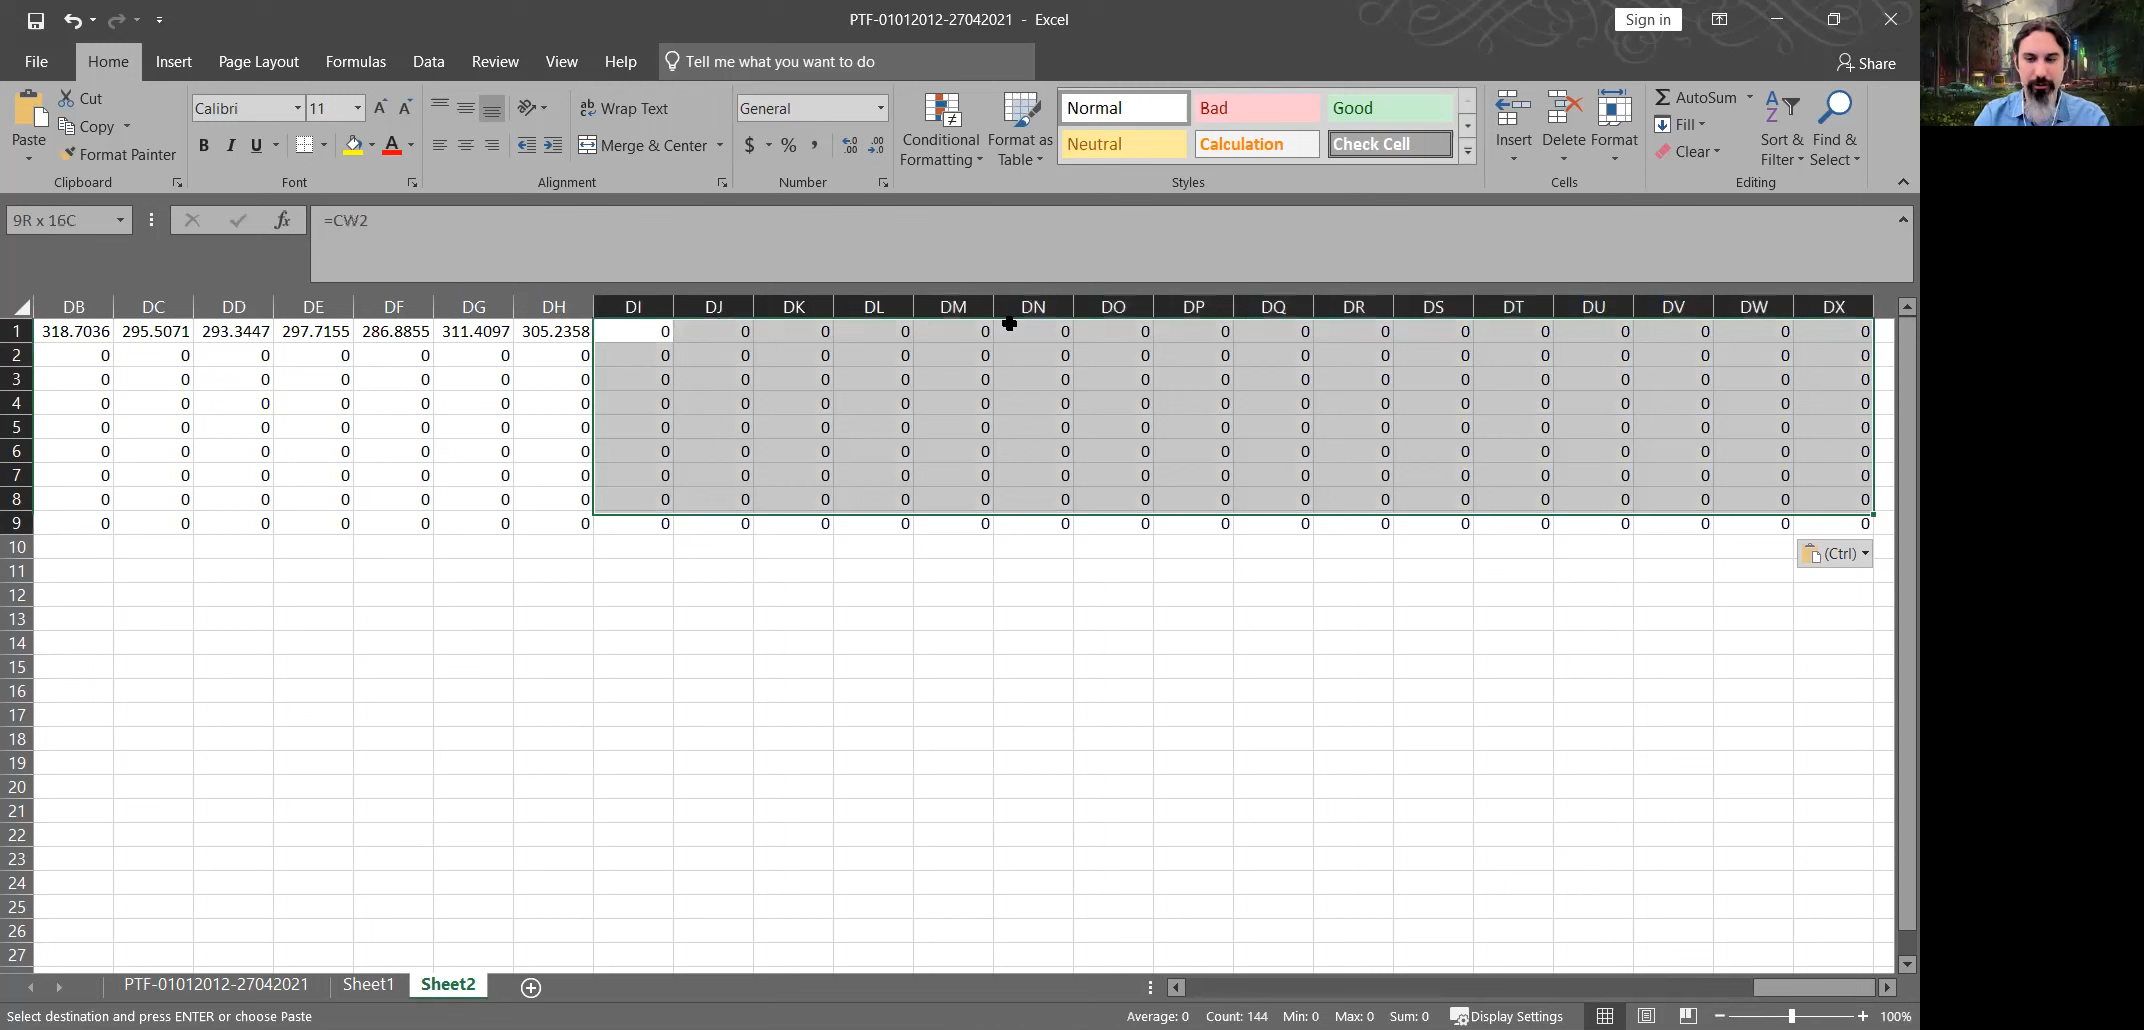 PTF-01012012-27042021 - Excel
Sign in
File Home Insert Page Layout Formulas Data Review View Help Tell me what you want to do Share
Paste
Cut
Copy
Format Painter
Clipboard
Calibri 11
B I U
Font
Wrap Text
Merge & Center
Alignment
General
$ % ,
Number
Conditional Formatting
Format as Table
Normal Bad Good
Neutral Calculation Check Cell
Styles
Insert Delete Format
Cells
AutoSum
Fill
Clear
Sort & Filter
Find & Select
Editing
9R x 16C fx =CW2
DB DC DD DE DF DG DH DI DJ DK DL DM DN DO DP DQ DR DS DT DU DV DW DX
1 318.7036 295.5071 293.3447 297.7155 286.8855 311.4097 305.2358 0 0 0 0 0 0 0 0 0 0 0 0 0 0 0 0
2 0 0 0 0 0 0 0 0 0 0 0 0 0 0 0 0 0 0 0 0 0 0 0
3 0 0 0 0 0 0 0 0 0 0 0 0 0 0 0 0 0 0 0 0 0 0 0
4 0 0 0 0 0 0 0 0 0 0 0 0 0 0 0 0 0 0 0 0 0 0 0
5 0 0 0 0 0 0 0 0 0 0 0 0 0 0 0 0 0 0 0 0 0 0 0
6 0 0 0 0 0 0 0 0 0 0 0 0 0 0 0 0 0 0 0 0 0 0 0
7 0 0 0 0 0 0 0 0 0 0 0 0 0 0 0 0 0 0 0 0 0 0 0
8 0 0 0 0 0 0 0 0 0 0 0 0 0 0 0 0 0 0 0 0 0 0 0
9 0 0 0 0 0 0 0 0 0 0 0 0 0 0 0 0 0 0 0 0 0 0 0
10
(Ctrl)
11
12
13
14
15
16
17
18
19
20
21
22
23
24
25
26
27
PTF-01012012-27042021 Sheet1 Sheet2
Select destination and press ENTER or choose Paste Average: 0 Count: 144 Min: 0 Max: 0 Sum: 0 Display Settings 100%